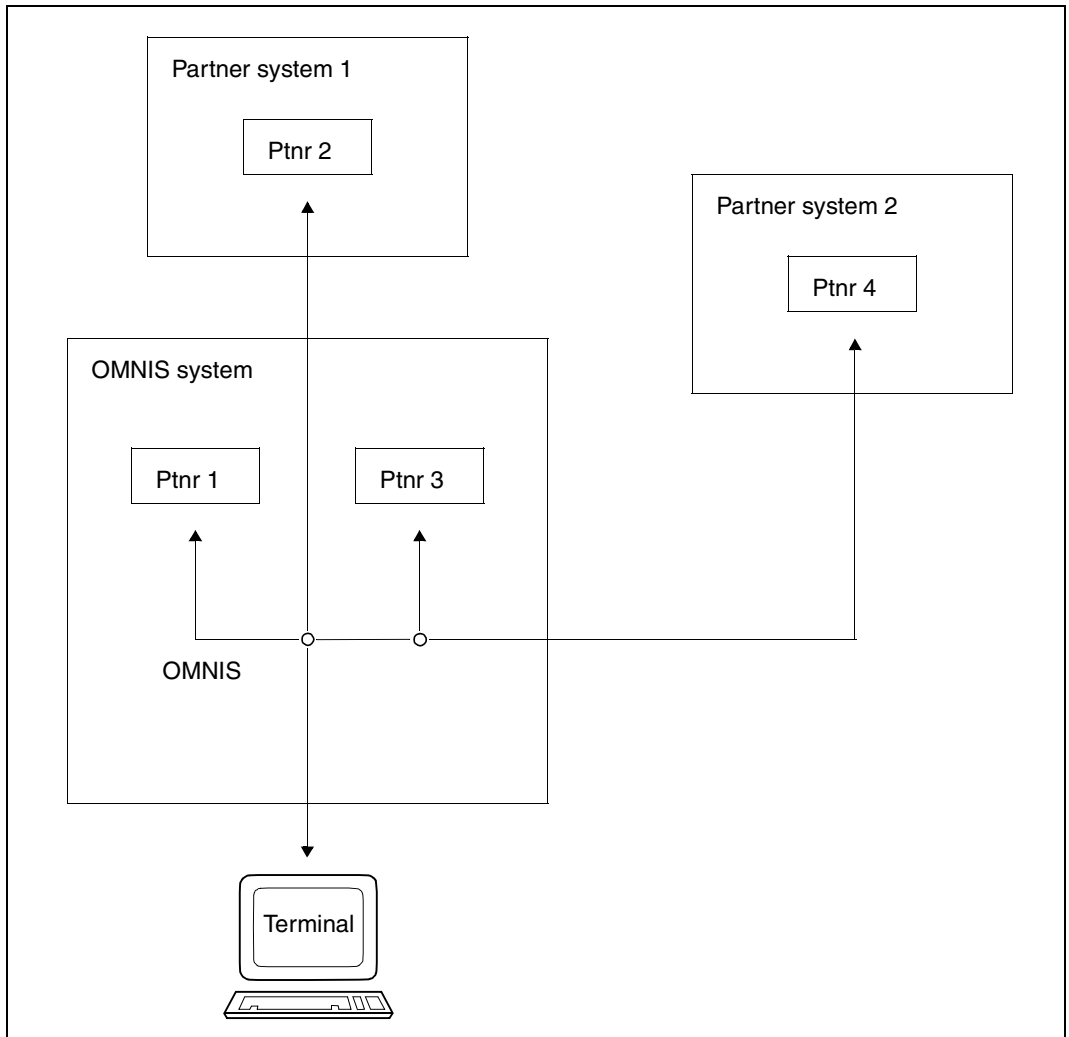 Partner system 1
Ptnr 2
Partner system 2
Ptnr 4
OMNIS system
Ptnr 1
Ptnr 3
OMNIS
Terminal